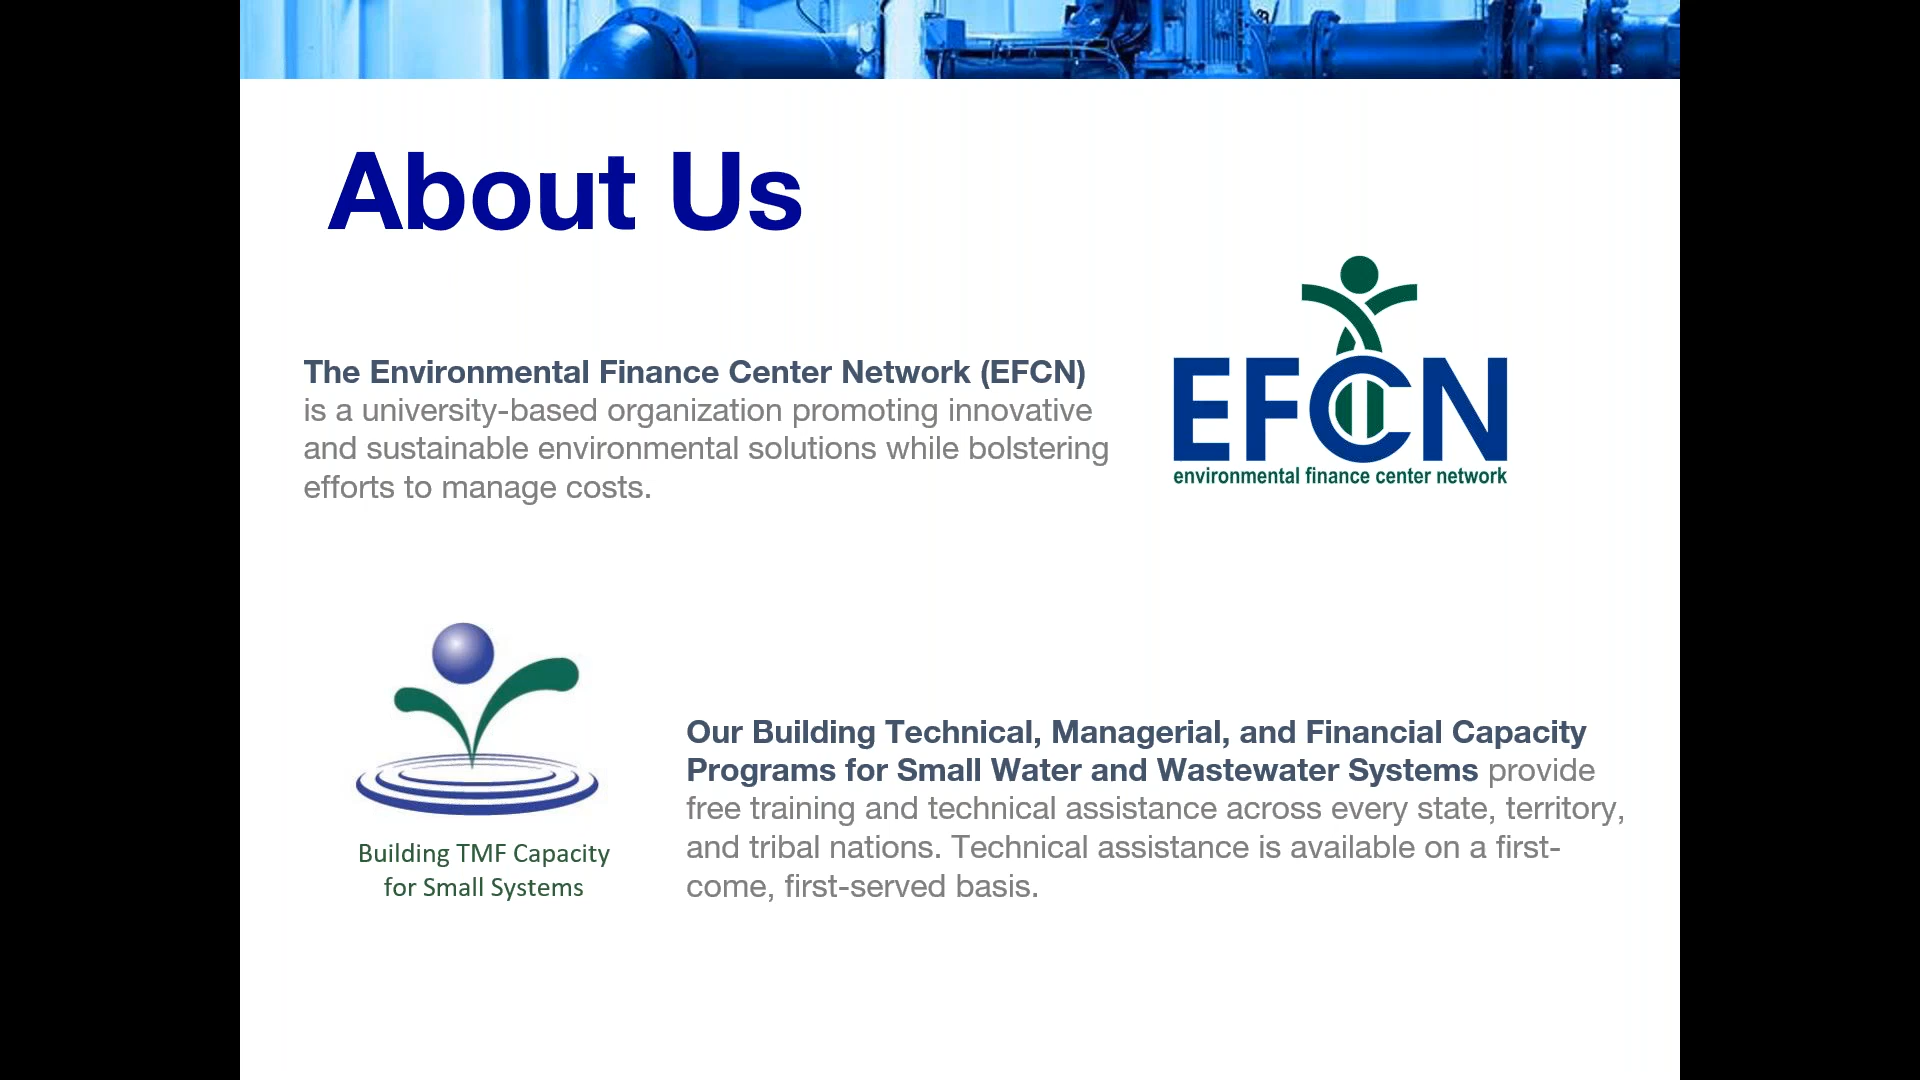 About Us
The Environmental Finance Center Network (EFCN)
is a university-based organization promoting innovative
and sustainable environmental solutions while bolstering
efforts to manage costs.
EFCN
environmental finance center network
Building TMF Capacity
for Small Systems
Our Building Technical, Managerial, and Financial Capacity
Programs for Small Water and Wastewater Systems provide
free training and technical assistance across every state, territory,
and tribal nations. Technical assistance is available on a first-
come, first-served basis.